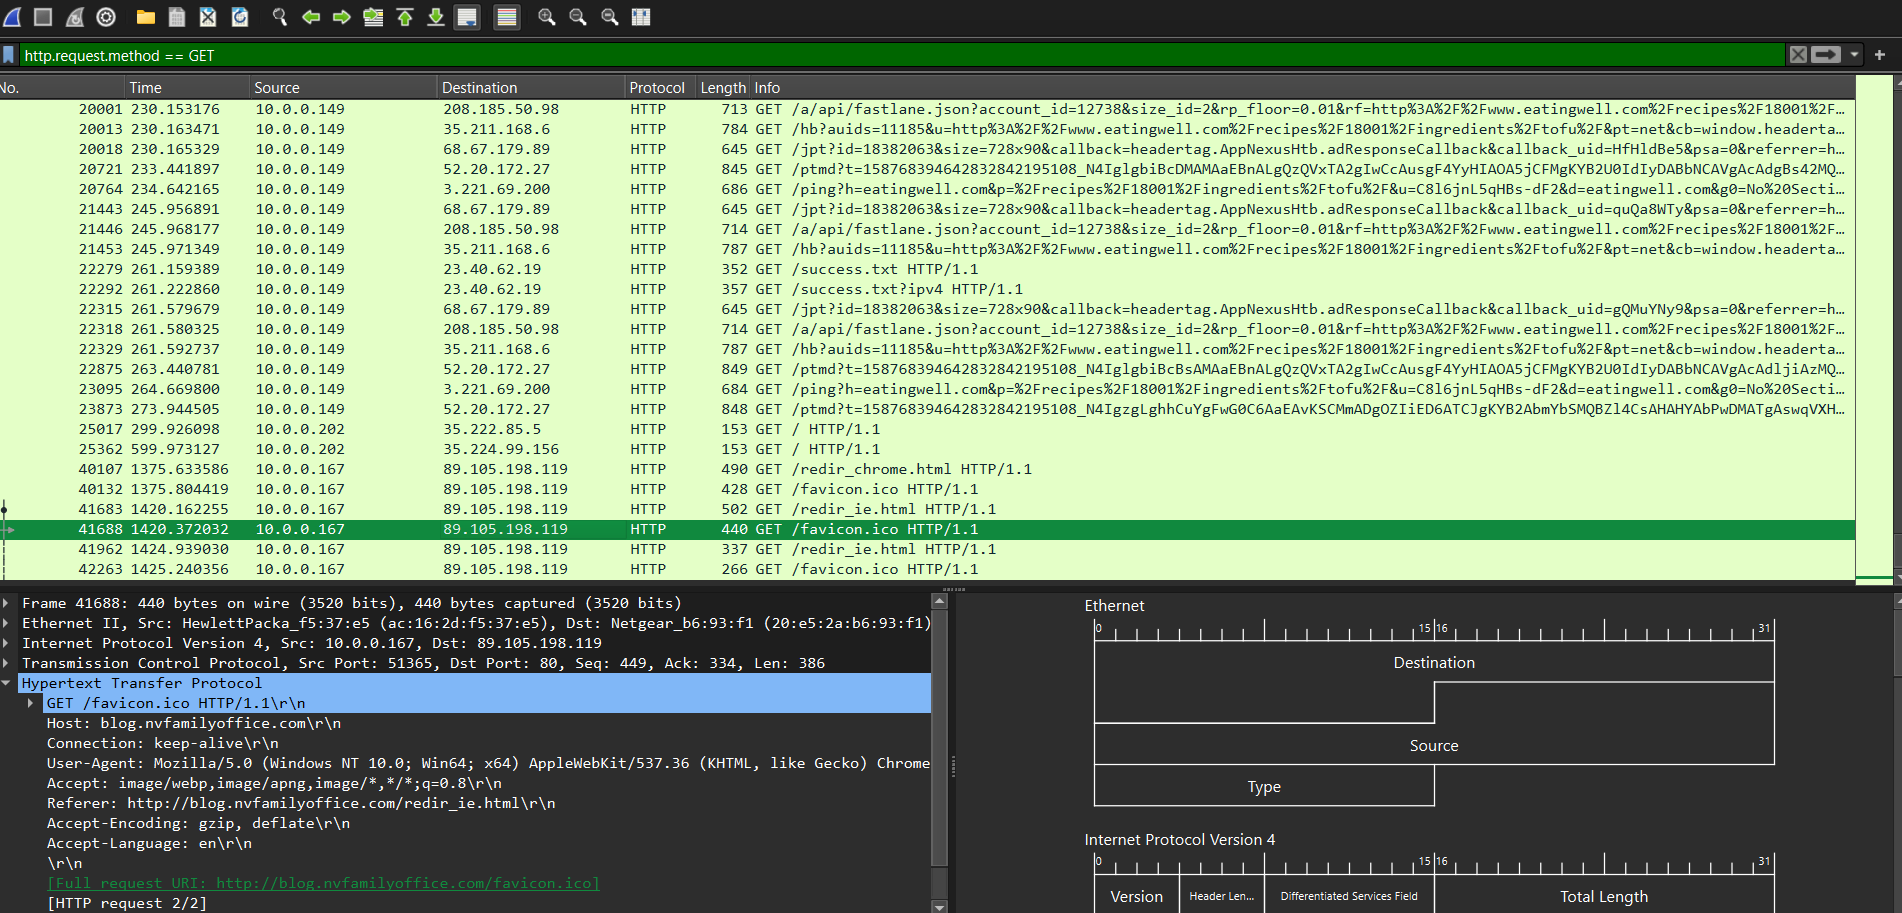 http.request.method == GET
No. Time Source Destination Protocol Length Info
20001 230.153176 10.0.0.149 208.185.50.98 HTTP 713 GET /a/api/fastlane.json?account_id=12738&size_id=2&rp_floor=0.01&rf=http%3A%2F%2Fwww.eatingwell.com%2Frecipes%2F18001%2F…
20013 230.163471 10.0.0.149 35.211.168.6 HTTP 784 GET /hb?auids=11185&u=http%3A%2F%2Fwww.eatingwell.com%2Frecipes%2F18001%2Fingredients%2Ftofu%2F&pt=net&cb=window.headerta…
20018 230.165329 10.0.0.149 68.67.179.89 HTTP 645 GET /jpt?id=18382063&size=728x90&callback=headertag.AppNexusHtb.adResponseCallback&callback_uid=HfHldBe5&psa=0&referrer=h…
20721 233.441897 10.0.0.149 52.20.172.27 HTTP 845 GET /ptmd?t=158768394642832842195108_N4IglgbiBcDMAMAaEBnALgQzQVxTA2gIwCcAusgF4YyHIAOA5jCFMgKYB2U0IdIyDABbNCAVgAcAdgBs42MQ…
20764 234.642165 10.0.0.149 3.221.69.200 HTTP 686 GET /ping?h=eatingwell.com&p=%2Frecipes%2F18001%2Fingredients%2Ftofu%2F&u=C8l6jnL5qHBs-dF2&d=eatingwell.com&g0=No%20Secti…
21443 245.956891 10.0.0.149 68.67.179.89 HTTP 645 GET /jpt?id=18382063&size=728x90&callback=headertag.AppNexusHtb.adResponseCallback&callback_uid=quQa8WTy&psa=0&referrer=h…
21446 245.968177 10.0.0.149 208.185.50.98 HTTP 714 GET /a/api/fastlane.json?account_id=12738&size_id=2&rp_floor=0.01&rf=http%3A%2F%2Fwww.eatingwell.com%2Frecipes%2F18001%2F…
21453 245.971349 10.0.0.149 35.211.168.6 HTTP 787 GET /hb?auids=11185&u=http%3A%2F%2Fwww.eatingwell.com%2Frecipes%2F18001%2Fingredients%2Ftofu%2F&pt=net&cb=window.headerta…
22279 261.159389 10.0.0.149 23.40.62.19 HTTP 352 GET /success.txt HTTP/1.1
22292 261.222860 10.0.0.149 23.40.62.19 HTTP 357 GET /success.txt?ipv4 HTTP/1.1
22315 261.579679 10.0.0.149 68.67.179.89 HTTP 645 GET /jpt?id=18382063&size=728x90&callback=headertag.AppNexusHtb.adResponseCallback&callback_uid=gQMuYNy9&psa=0&referrer=h…
22318 261.580325 10.0.0.149 208.185.50.98 HTTP 714 GET /a/api/fastlane.json?account_id=12738&size_id=2&rp_floor=0.01&rf=http%3A%2F%2Fwww.eatingwell.com%2Frecipes%2F18001%2F…
22329 261.592737 10.0.0.149 35.211.168.6 HTTP 787 GET /hb?auids=11185&u=http%3A%2F%2Fwww.eatingwell.com%2Frecipes%2F18001%2Fingredients%2Ftofu%2F&pt=net&cb=window.headerta…
22875 263.440781 10.0.0.149 52.20.172.27 HTTP 849 GET /ptmd?t=158768394642832842195108_N4IglgbiBcBsAMAaEBnALgQzQVxTA2gIwCcAusgF4YyHIAOA5jCFMgKYB2U0IdIyDABbNCAVgAcAdljiAzMQ…
23095 264.669800 10.0.0.149 3.221.69.200 HTTP 684 GET /ping?h=eatingwell.com&p=%2Frecipes%2F18001%2Fingredients%2Ftofu%2F&u=C8l6jnL5qHBs-dF2&d=eatingwell.com&g0=No%20Secti…
23873 273.944505 10.0.0.149 52.20.172.27 HTTP 848 GET /ptmd?t=158768394642832842195108_N4IgzgLghhCuYgFwG0C6AaEAvKSCMmADgOZIiED6ATCJgKYB2AbmYbSMQBZl4CsAHAHYAbPwDMATgAswqVXH…
25017 299.926098 10.0.0.202 35.222.85.5 HTTP 153 GET / HTTP/1.1
25362 599.973127 10.0.0.202 35.224.99.156 HTTP 153 GET / HTTP/1.1
40107 1375.633586 10.0.0.167 89.105.198.119 HTTP 490 GET /redir_chrome.html HTTP/1.1
40132 1375.804419 10.0.0.167 89.105.198.119 HTTP 428 GET /favicon.ico HTTP/1.1
41683 1420.162255 10.0.0.167 89.105.198.119 HTTP 502 GET /redir_ie.html HTTP/1.1
41688 1420.372032 10.0.0.167 89.105.198.119 HTTP 440 GET /favicon.ico HTTP/1.1
41962 1424.939030 10.0.0.167 89.105.198.119 HTTP 337 GET /redir_ie.html HTTP/1.1
42263 1425.240356 10.0.0.167 89.105.198.119 HTTP 266 GET /favicon.ico HTTP/1.1
Frame 41688: 440 bytes on wire (3520 bits), 440 bytes captured (3520 bits)
Ethernet II, Src: HewlettPacka_f5:37:e5 (ac:16:2d:f5:37:e5), Dst: Netgear_b6:93:f1 (20:e5:2a:b6:93:f1)
Internet Protocol Version 4, Src: 10.0.0.167, Dst: 89.105.198.119
Transmission Control Protocol, Src Port: 51365, Dst Port: 80, Seq: 449, Ack: 334, Len: 386
Hypertext Transfer Protocol
GET /favicon.ico HTTP/1.1\r\n
Host: blog.nvfamilyoffice.com\r\n
Connection: keep-alive\r\n
User-Agent: Mozilla/5.0 (Windows NT 10.0; Win64; x64) AppleWebKit/537.36 (KHTML, like Gecko) Chrome
Accept: image/webp,image/apng,image/*,*/*;q=0.8\r\n
Referer: http://blog.nvfamilyoffice.com/redir_ie.html\r\n
Accept-Encoding: gzip, deflate\r\n
Accept-Language: en\r\n
\r\n
[Full request URI: http://blog.nvfamilyoffice.com/favicon.ico]
[HTTP request 2/2]
Ethernet
0 15 16 31
Destination
Source
Type
Internet Protocol Version 4
0 15 16 31
Version Header Len... Differentiated Services Field Total Length